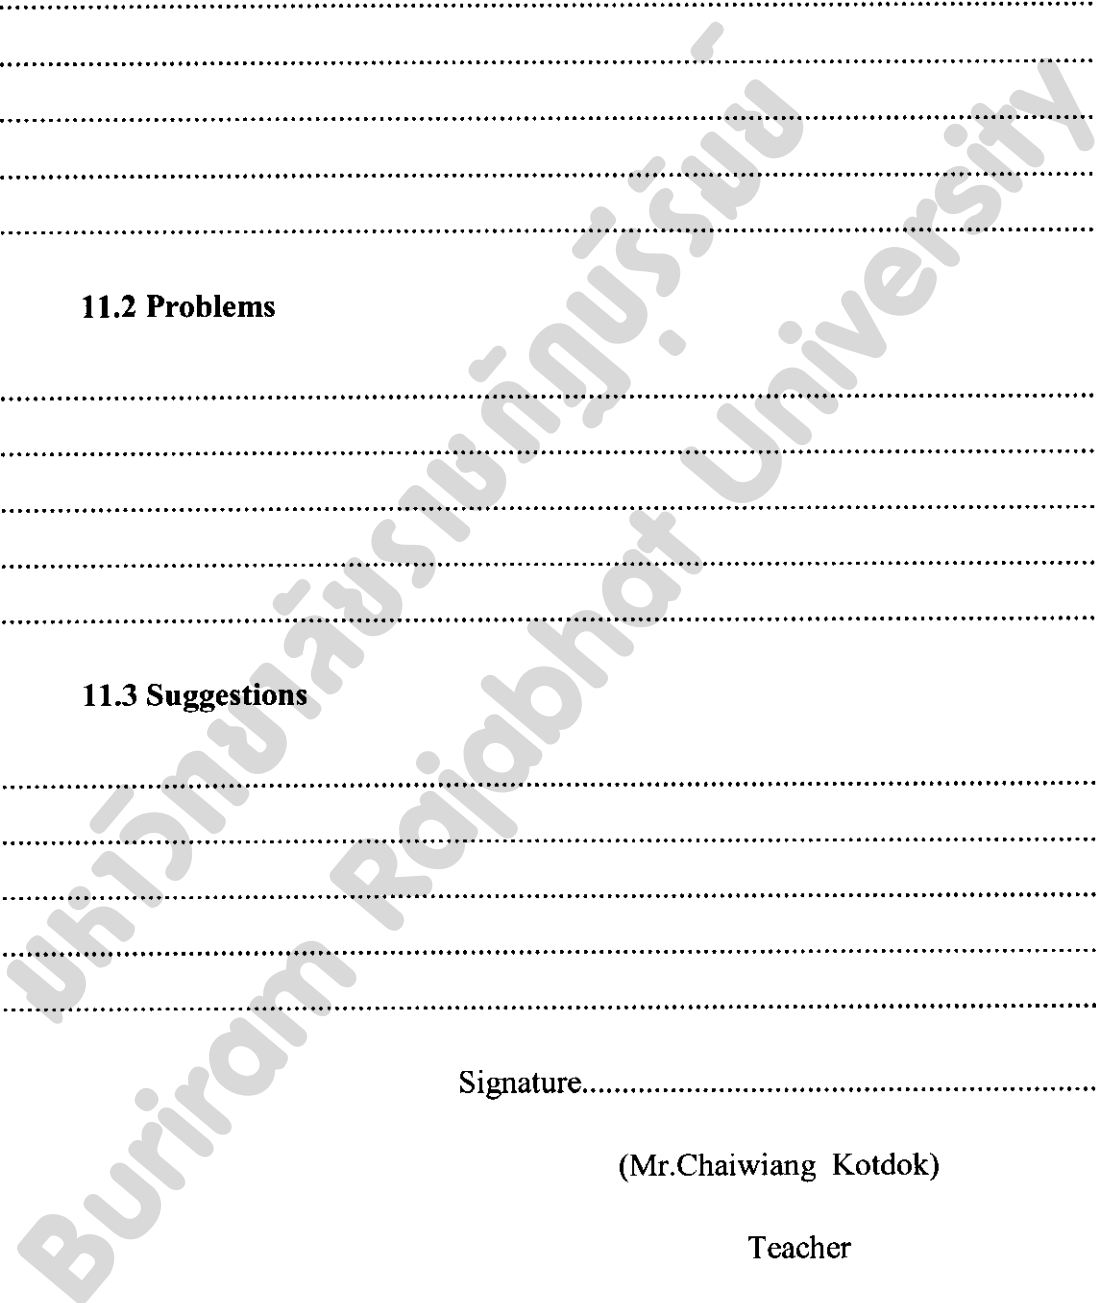 ................................................................................
................................................................................
................................................................................
................................................................................
................................................................................
11.2 Problems
................................................................................
................................................................................
................................................................................
................................................................................
................................................................................
11.3 Suggestions
................................................................................
................................................................................
................................................................................
................................................................................
................................................................................
Signature.................................................................
(Mr.Chaiwiang Kotdok)
Teacher
มหาวิทยาลัยราชภัฏบุรีรัมย์
Buriram Rajabhat University